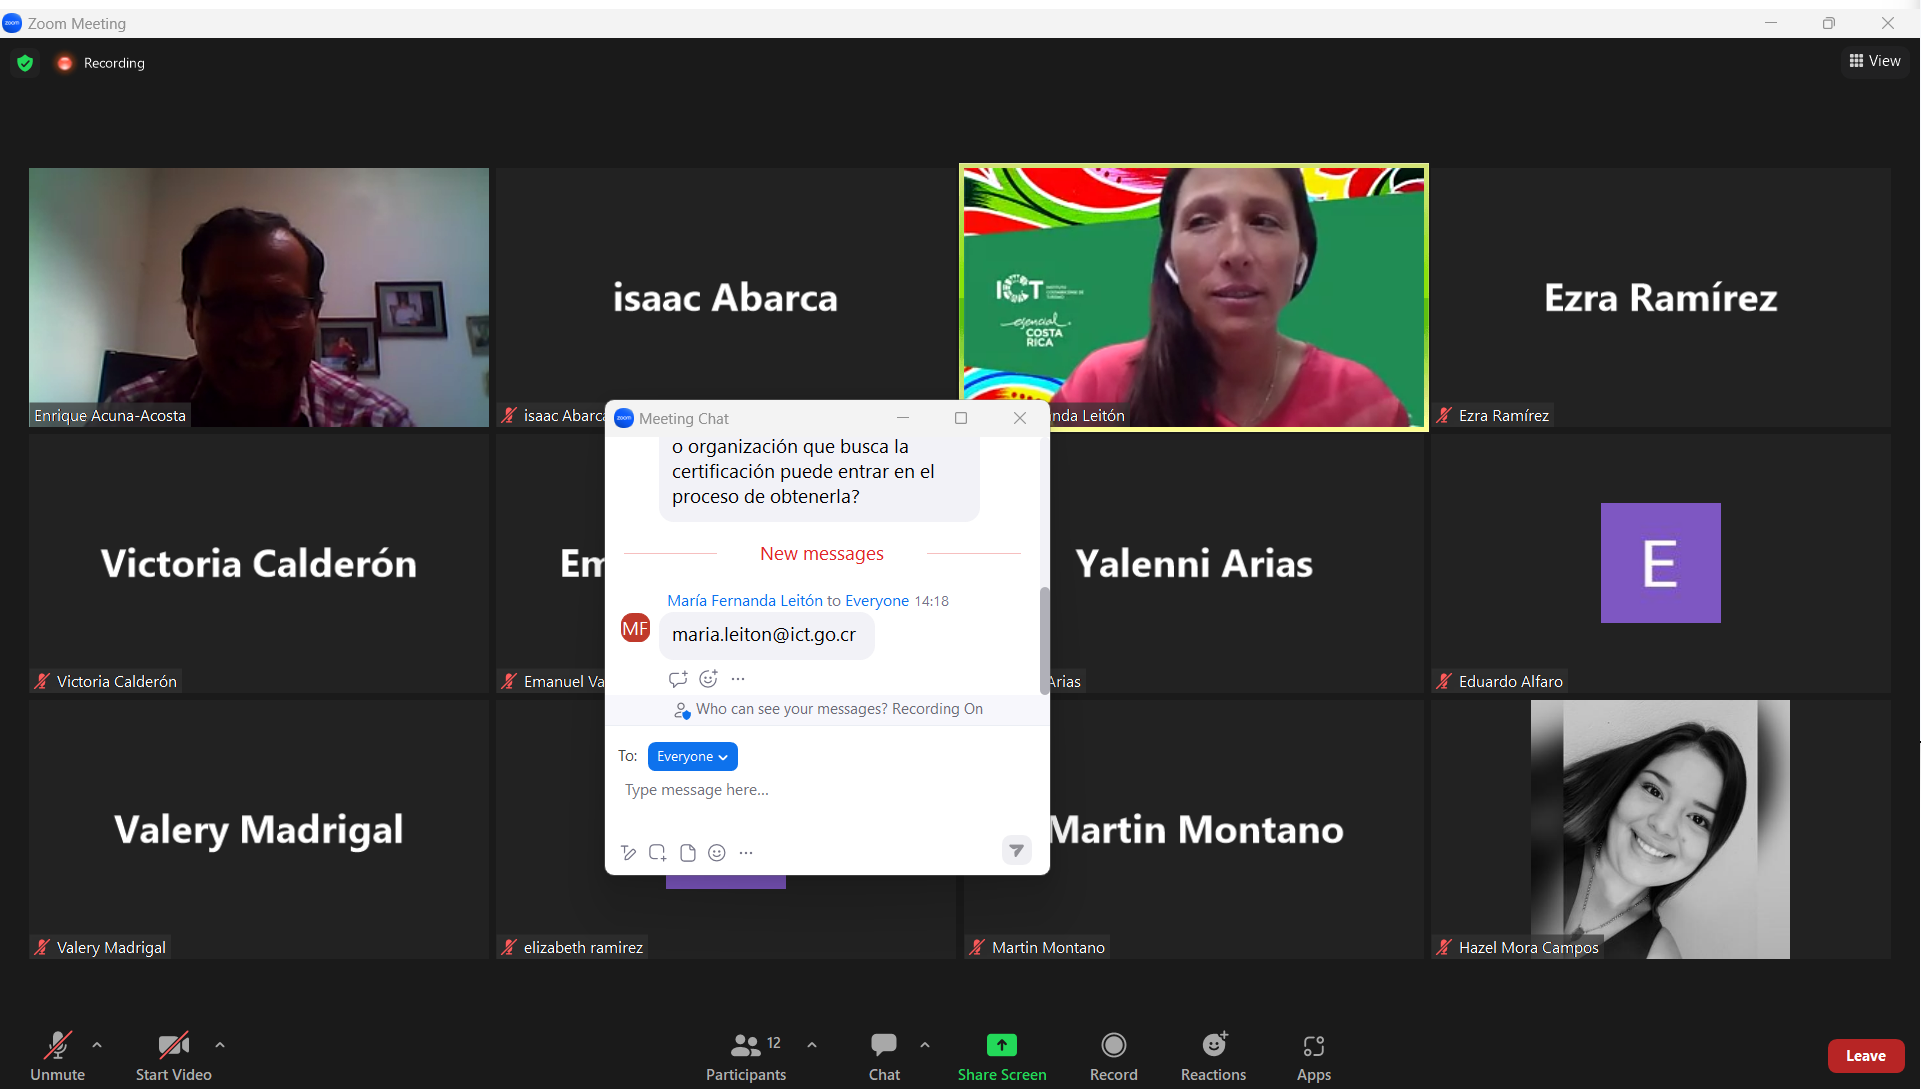 zoom Zoom Meeting
Recording
View
isaac Abarca
ICT
esencial
COSTA
RICA
Ezra Ramírez
Enrique Acuna-Acosta
isaac Abarca
nda Leitón
Ezra Ramírez
zoom Meeting Chat
o organización que busca la
certificación puede entrar en el
proceso de obtenerla?
New messages
María Fernanda Leitón to Everyone 14:18
MF
maria.leiton@ict.go.cr
Who can see your messages? Recording On
To: Everyone
Type message here...
Victoria Calderón
Em
Yalenni Arias
E
Victoria Calderón
Emanuel Va
Arias
Eduardo Alfaro
Valery Madrigal
Martin Montano
Valery Madrigal
elizabeth ramirez
Martin Montano
Hazel Mora Campos
Unmute
Start Video
12
Participants
Chat
Share Screen
Record
Reactions
Apps
Leave